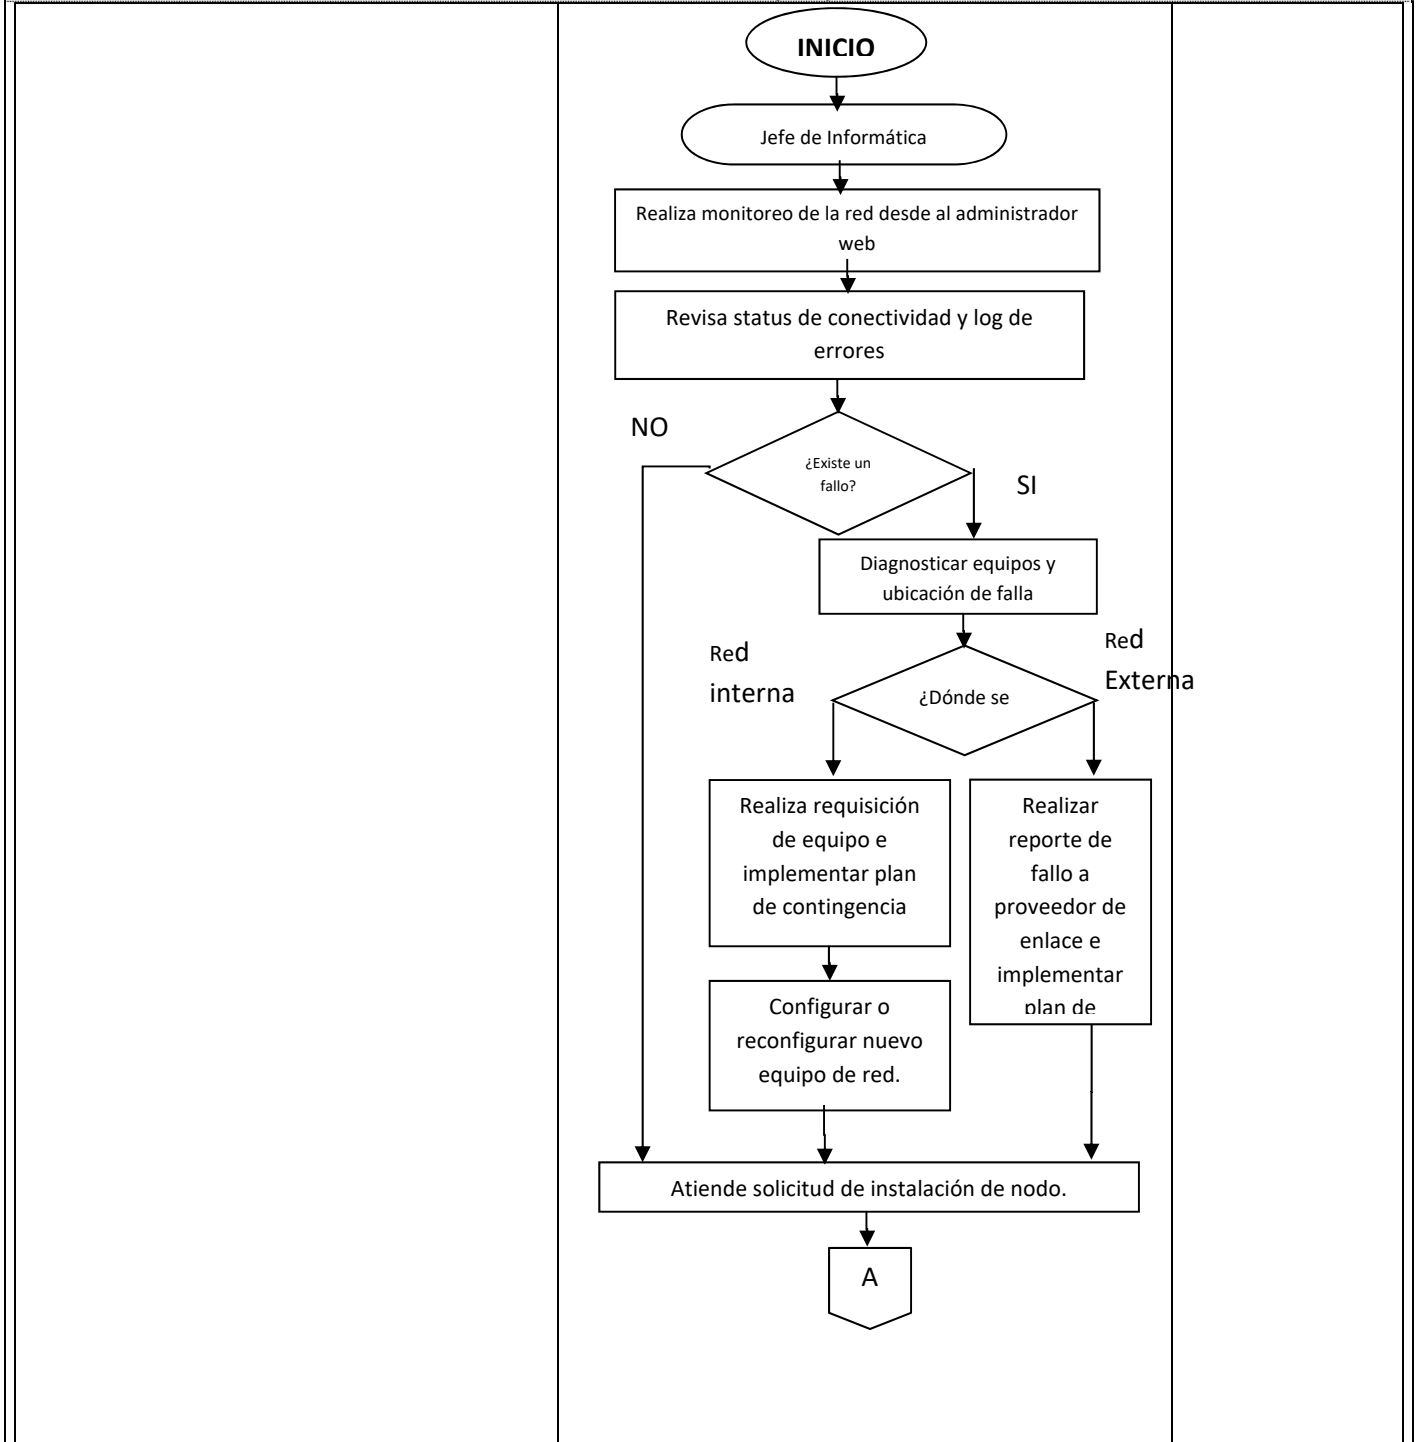 INICIO
Jefe de Informática
Realiza monitoreo de la red desde al administrador
web
Revisa status de conectividad y log de
errores
NO
¿Existe un
fallo?
SI
Diagnosticar equipos y
ubicación de falla
Red
interna
¿Dónde se
Red
Externa
Realiza requisición
de equipo e
implementar plan
de contingencia
Realizar
reporte de
fallo a
proveedor de
enlace e
implementar
plan de
Configurar o
reconfigurar nuevo
equipo de red.
Atiende solicitud de instalación de nodo.
A